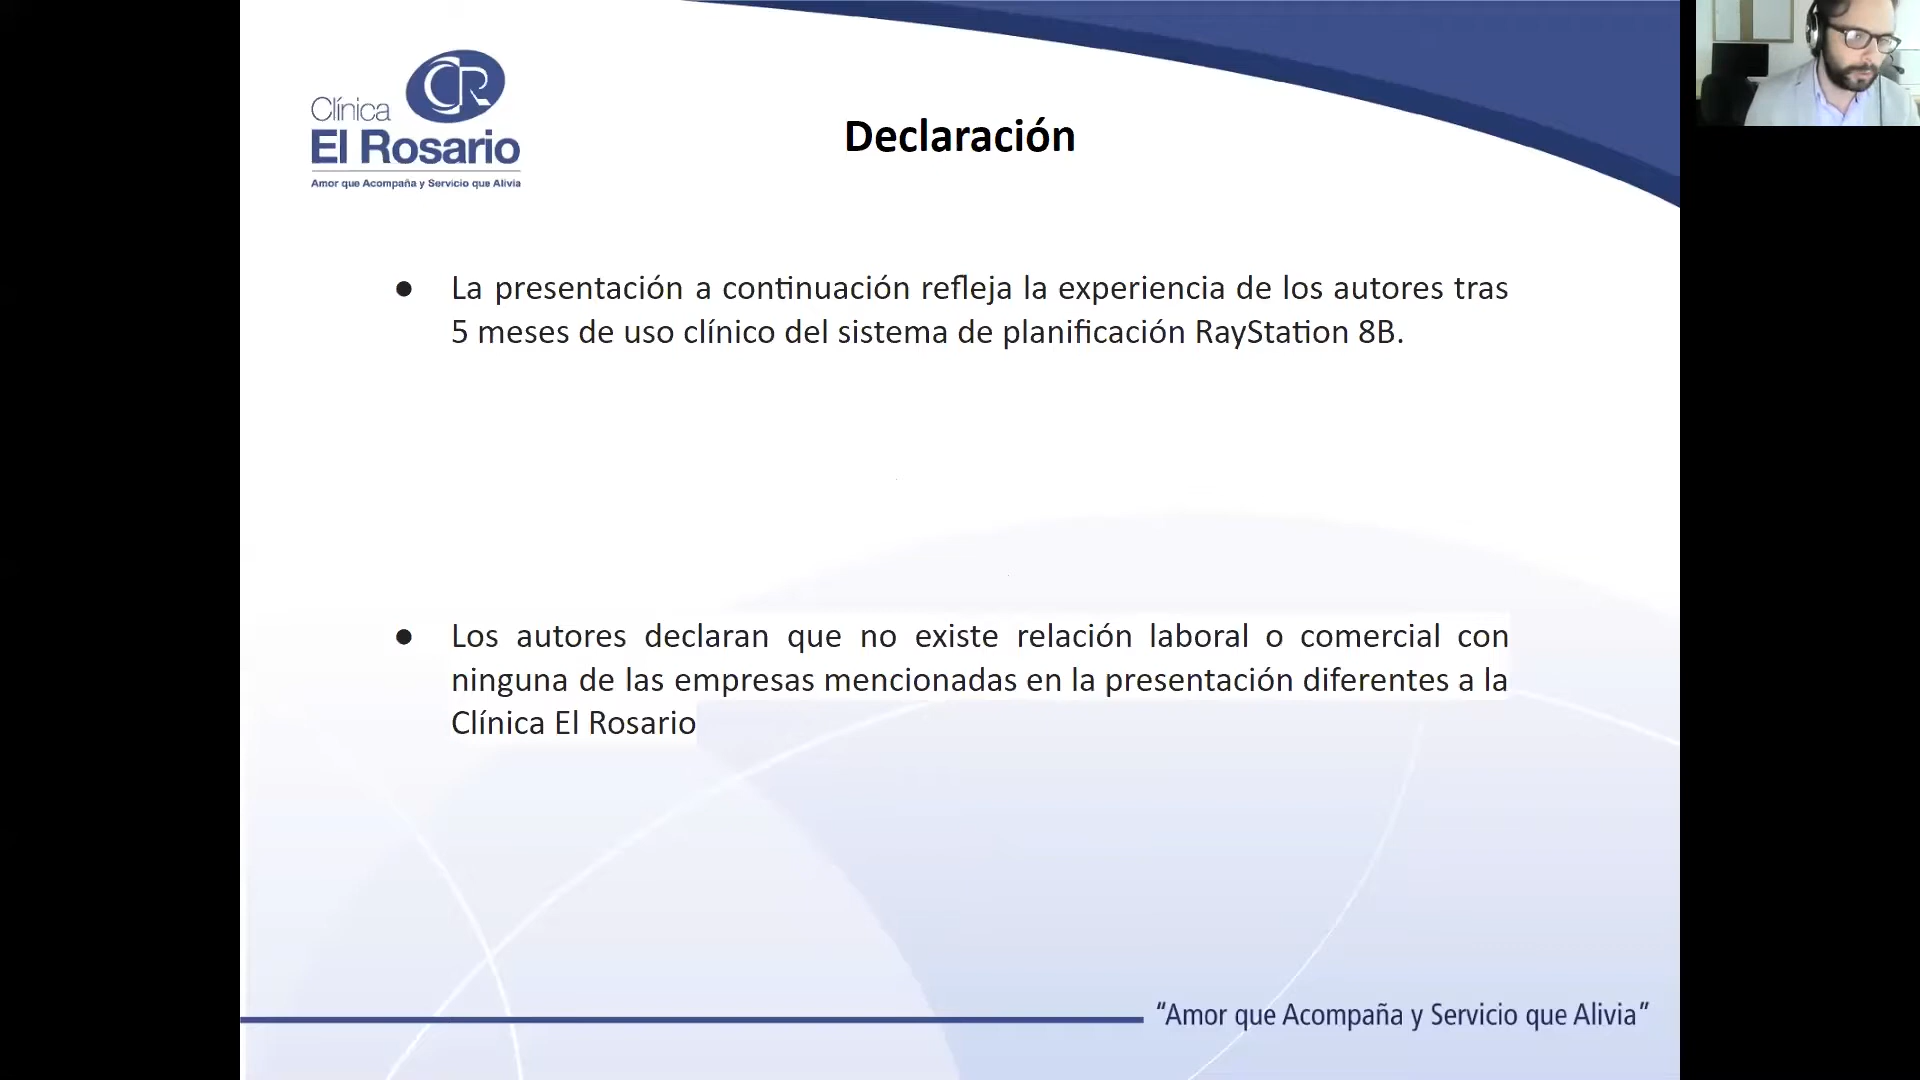 CR
Clínica
El Rosario
Amor que Acompaña y Servicio que Alivia
Declaración
● La presentación a continuación refleja la experiencia de los autores tras
5 meses de uso clínico del sistema de planificación RayStation 8B.
● Los autores declaran que no existe relación laboral o comercial con
ninguna de las empresas mencionadas en la presentación diferentes a la
Clínica El Rosario
“Amor que Acompaña y Servicio que Alivia”